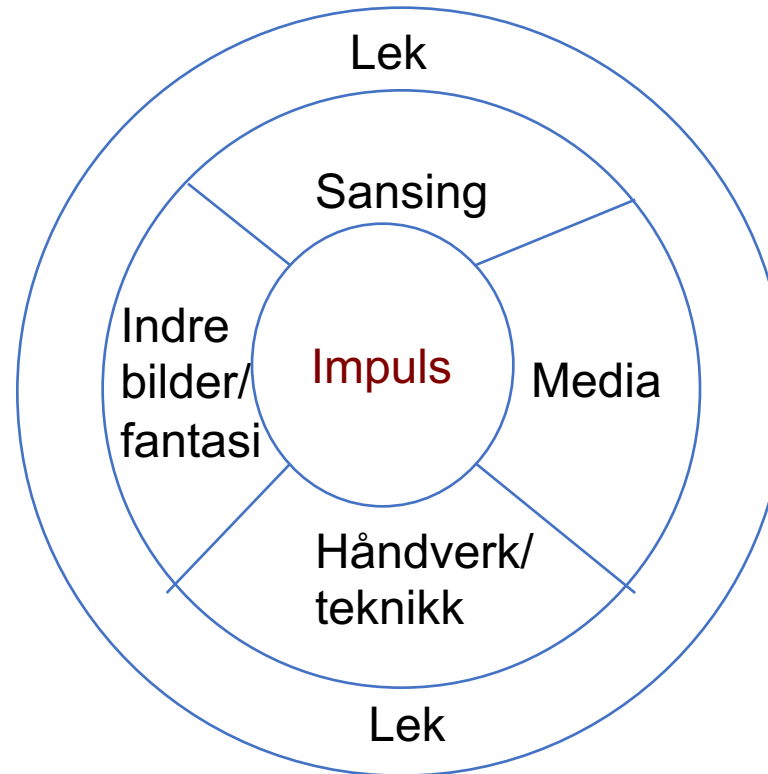 Lek
Sansing
Indre
bilder/
fantasi
Impuls
Media
Håndverk/
teknikk
Lek